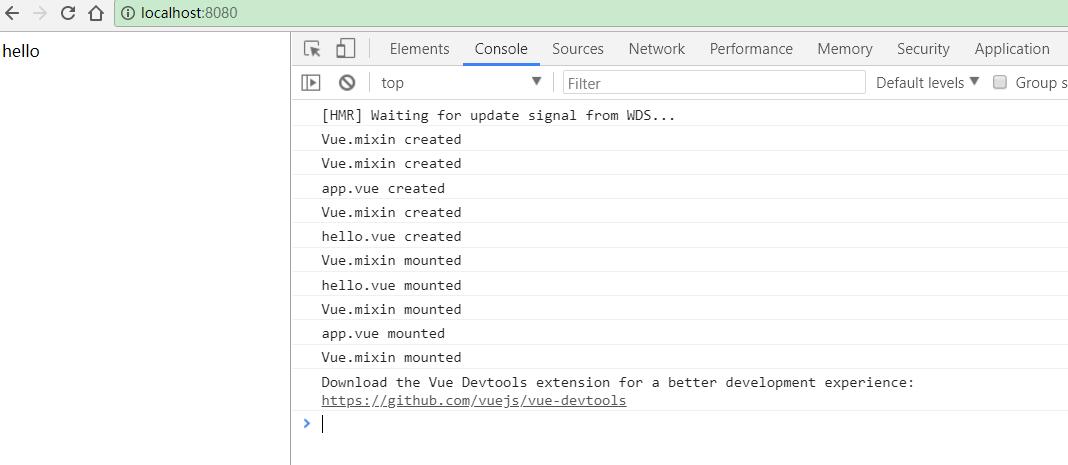 localhost:8080
hello
Elements Console Sources Network Performance Memory Security Application
top Filter Default levels Group s
[HMR] Waiting for update signal from WDS...
Vue.mixin created
Vue.mixin created
app.vue created
Vue.mixin created
hello.vue created
Vue.mixin mounted
hello.vue mounted
Vue.mixin mounted
app.vue mounted
Vue.mixin mounted
Download the Vue Devtools extension for a better development experience:
https://github.com/vuejs/vue-devtools